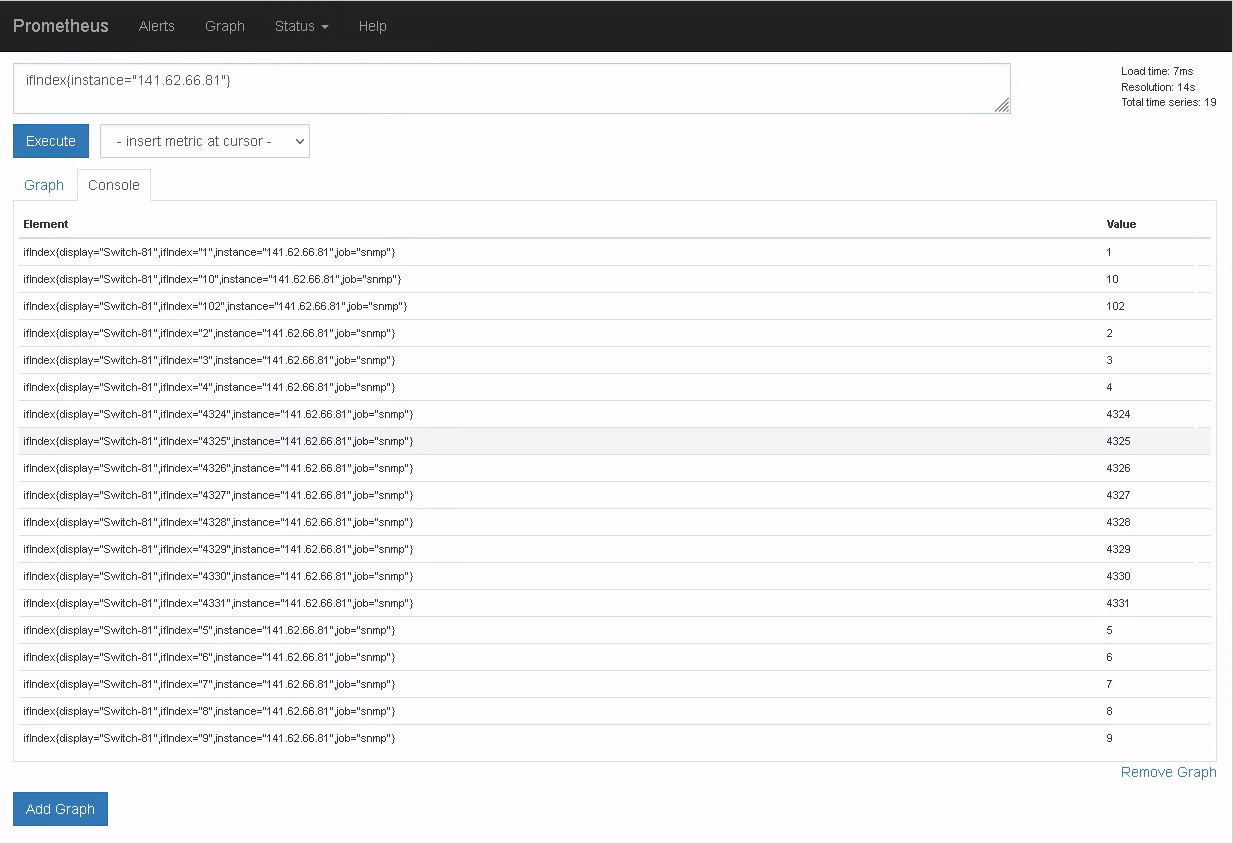 Prometheus Alerts Graph Status Help
ifIndex{instance="141.62.66.81"}
Load time: 7ms
Resolution: 14s
Total time series: 19
Execute - insert metric at cursor -
Graph Console
Element Value
ifIndex{display="Switch-81",ifIndex="1",instance="141.62.66.81",job="snmp"} 1
ifIndex{display="Switch-81",ifIndex="10",instance="141.62.66.81",job="snmp"} 10
ifIndex{display="Switch-81",ifIndex="102",instance="141.62.66.81",job="snmp"} 102
ifIndex{display="Switch-81",ifIndex="2",instance="141.62.66.81",job="snmp"} 2
ifIndex{display="Switch-81",ifIndex="3",instance="141.62.66.81",job="snmp"} 3
ifIndex{display="Switch-81",ifIndex="4",instance="141.62.66.81",job="snmp"} 4
ifIndex{display="Switch-81",ifIndex="4324",instance="141.62.66.81",job="snmp"} 4324
ifIndex{display="Switch-81",ifIndex="4325",instance="141.62.66.81",job="snmp"} 4325
ifIndex{display="Switch-81",ifIndex="4326",instance="141.62.66.81",job="snmp"} 4326
ifIndex{display="Switch-81",ifIndex="4327",instance="141.62.66.81",job="snmp"} 4327
ifIndex{display="Switch-81",ifIndex="4328",instance="141.62.66.81",job="snmp"} 4328
ifIndex{display="Switch-81",ifIndex="4329",instance="141.62.66.81",job="snmp"} 4329
ifIndex{display="Switch-81",ifIndex="4330",instance="141.62.66.81",job="snmp"} 4330
ifIndex{display="Switch-81",ifIndex="4331",instance="141.62.66.81",job="snmp"} 4331
ifIndex{display="Switch-81",ifIndex="5",instance="141.62.66.81",job="snmp"} 5
ifIndex{display="Switch-81",ifIndex="6",instance="141.62.66.81",job="snmp"} 6
ifIndex{display="Switch-81",ifIndex="7",instance="141.62.66.81",job="snmp"} 7
ifIndex{display="Switch-81",ifIndex="8",instance="141.62.66.81",job="snmp"} 8
ifIndex{display="Switch-81",ifIndex="9",instance="141.62.66.81",job="snmp"} 9
Remove Graph
Add Graph